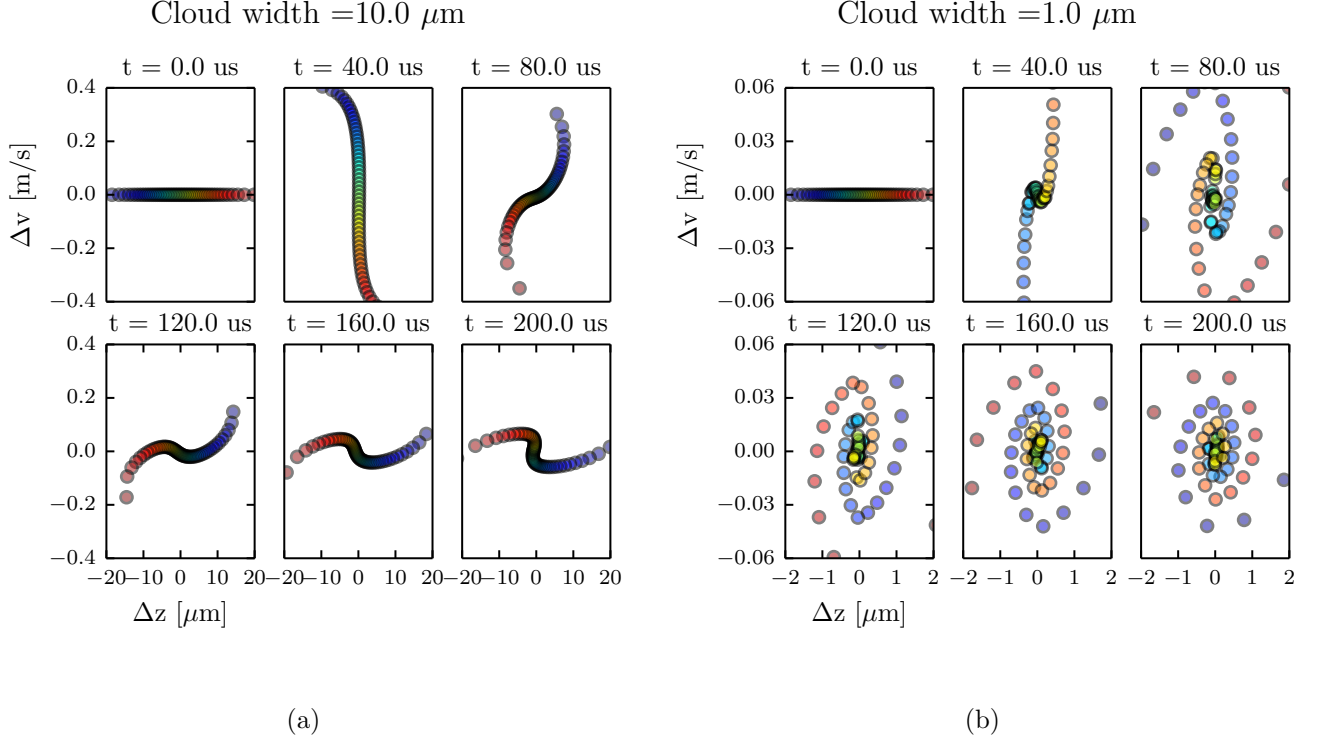 Cloud width =10.0 μm
t = 0.0 us
t = 40.0 us
t = 80.0 us
0.4
0.2
0.0
−0.2
−0.4
Δv [m/s]
t = 120.0 us
t = 160.0 us
t = 200.0 us
0.4
0.2
0.0
−0.2
−0.4
−20 −10 0 10 20
−20 −10 0 10 20
−20 −10 0 10 20
Δz [μm]
(a)
Cloud width =1.0 μm
t = 0.0 us
t = 40.0 us
t = 80.0 us
0.06
0.03
0.00
−0.03
−0.06
Δv [m/s]
t = 120.0 us
t = 160.0 us
t = 200.0 us
0.06
0.03
0.00
−0.03
−0.06
−2 −1 0 1 2
−2 −1 0 1 2
−2 −1 0 1 2
Δz [μm]
(b)